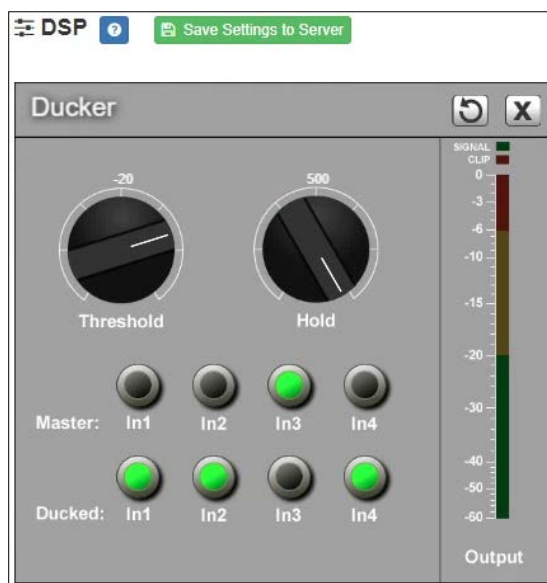 DSP ? Save Settings to Server
Ducker X
SIGNAL
CLIP
-20 500
Threshold Hold
Master: In1 In2 In3 In4
Ducked: In1 In2 In3 In4
0
-3
-6
-10
-15
-20
-30
-40
-50
-60
Output